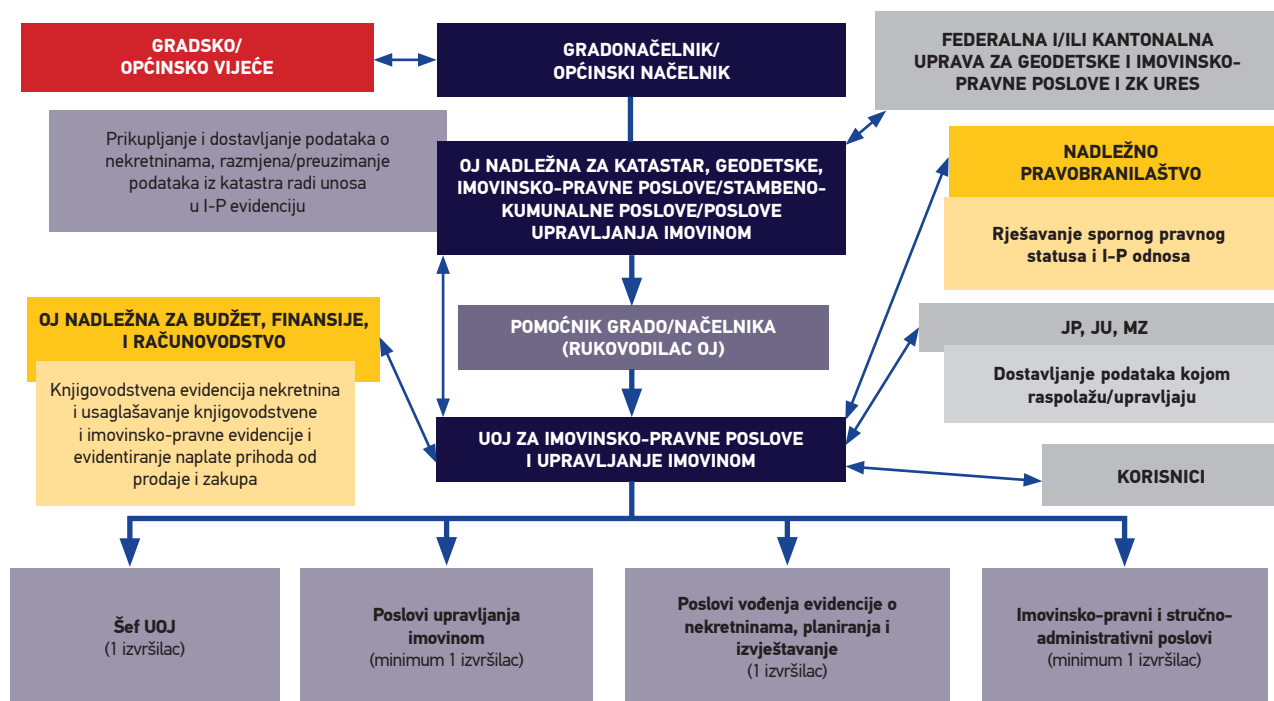 GRADSKO/
OPĆINSKO VIJEĆE
GRADONAČELNIK/
OPĆINSKI NAČELNIK
FEDERALNA I/ILI KANTONALNA
UPRAVA ZA GEODETSKE I IMOVINSKO-
PRAVNE POSLOVE I ZK URES
Prikupljanje i dostavljanje podataka o
nekretninama, razmjena/preuzimanje
podataka iz katastra radi unosa
u I-P evidenciju
OJ NADLEŽNA ZA KATASTAR, GEODETSKE,
IMOVINSKO-PRAVNE POSLOVE/STAMBENO-
KUMUNALNE POSLOVE/POSLOVE
UPRAVLJANJA IMOVINOM
NADLEŽNO
PRAVOBRANILAŠTVO
Rješavanje spornog pravnog
statusa i I-P odnosa
OJ NADLEŽNA ZA BUDŽET, FINANSIJE,
I RAČUNOVODSTVO
Knjigovodstvena evidencija nekretnina
i usaglašavanje knjigovodstvene
i imovinsko-pravne evidencije i
evidentiranje naplate prihoda od
prodaje i zakupa
POMOĆNIK GRADO/NAČELNIKA
(RUKOVODILAC OJ)
JP, JU, MZ
Dostavljanje podataka kojom
raspolažu/upravljaju
UOJ ZA IMOVINSKO-PRAVNE POSLOVE
I UPRAVLJANJE IMOVINOM
KORISNICI
Šef UOJ
(1 izvršilac)
Poslovi upravljanja
imovinom
(minimum 1 izvršilac)
Poslovi vođenja evidencije o
nekretninama, planiranja i
izvještavanje
(1 izvršilac)
Imovinsko-pravni i stručno-
administrativni poslovi
(minimum 1 izvršilac)